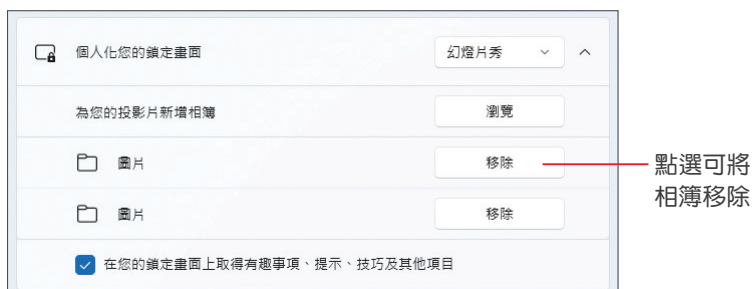 個人化您的鎖定畫面 幻燈片秀
為您的投影片新增相簿 瀏覽
圖片 移除
點選可將
相簿移除
圖片 移除
在您的鎖定畫面上取得有趣事項、提示、技巧及其他項目